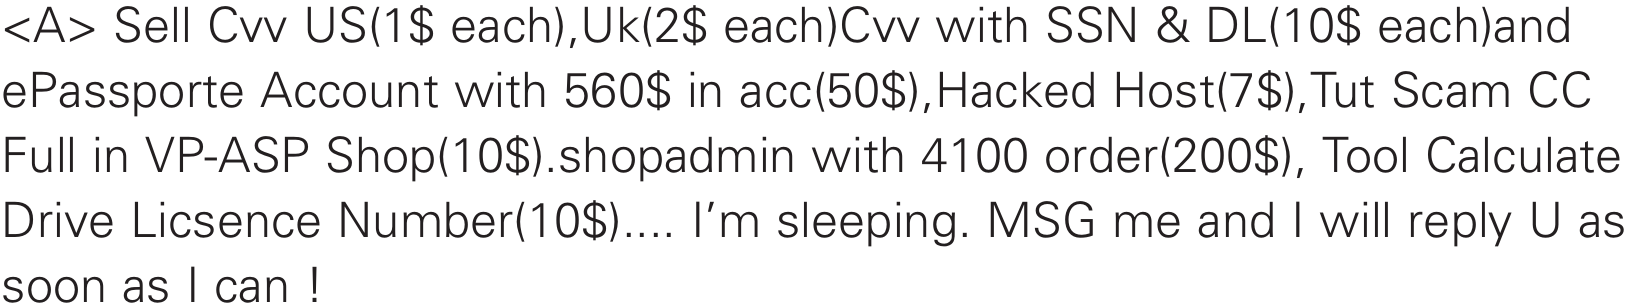 <A> Sell Cvv US(1$ each),Uk(2$ each)Cvv with SSN & DL(10$ each)and
ePassporte Account with 560$ in acc(50$),Hacked Host(7$),Tut Scam CC
Full in VP-ASP Shop(10$).shopadmin with 4100 order(200$), Tool Calculate
Drive Licsence Number(10$).... I’m sleeping. MSG me and I will reply U as
soon as I can !